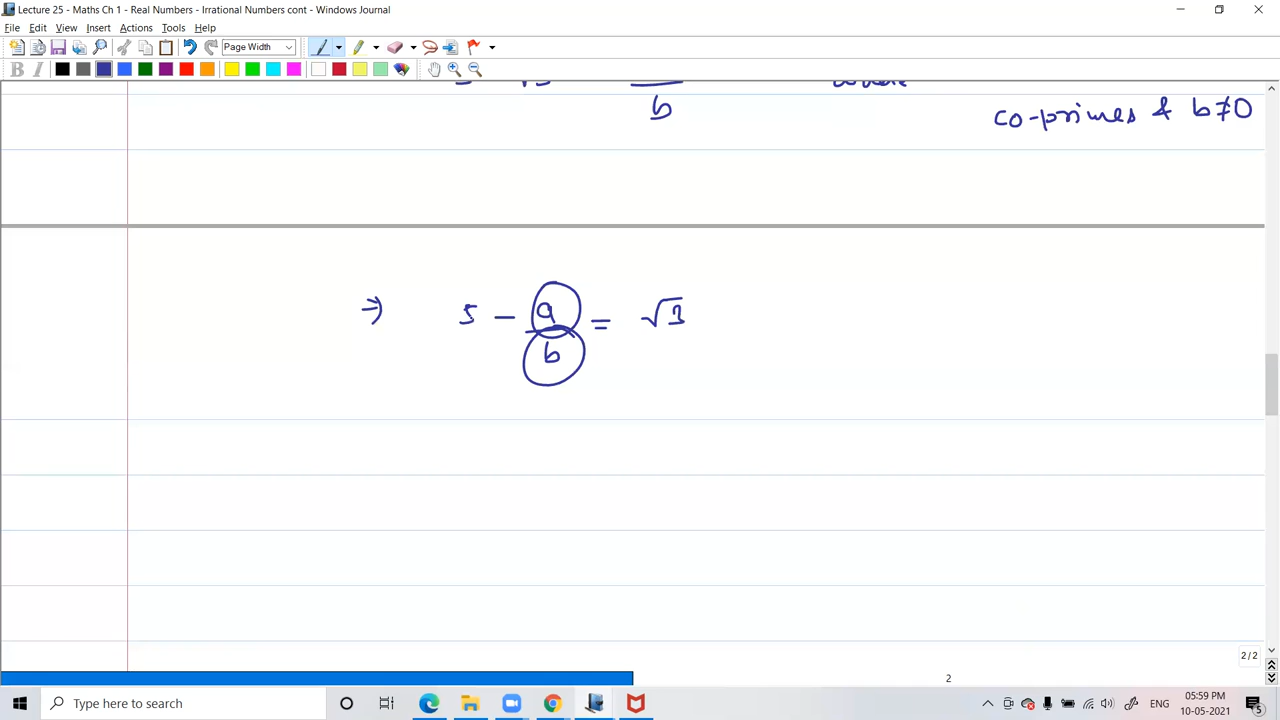 Lecture 25 - Maths Ch 1 - Real Numbers - Irrational Numbers cont - Windows Journal
File Edit View Insert Actions Tools Help
Page Width
B I
b
co-primes & b≠0
⇒ 5 - a/b = √3
2/2
2
Type here to search
ENG
05:59 PM
10-05-2021
5